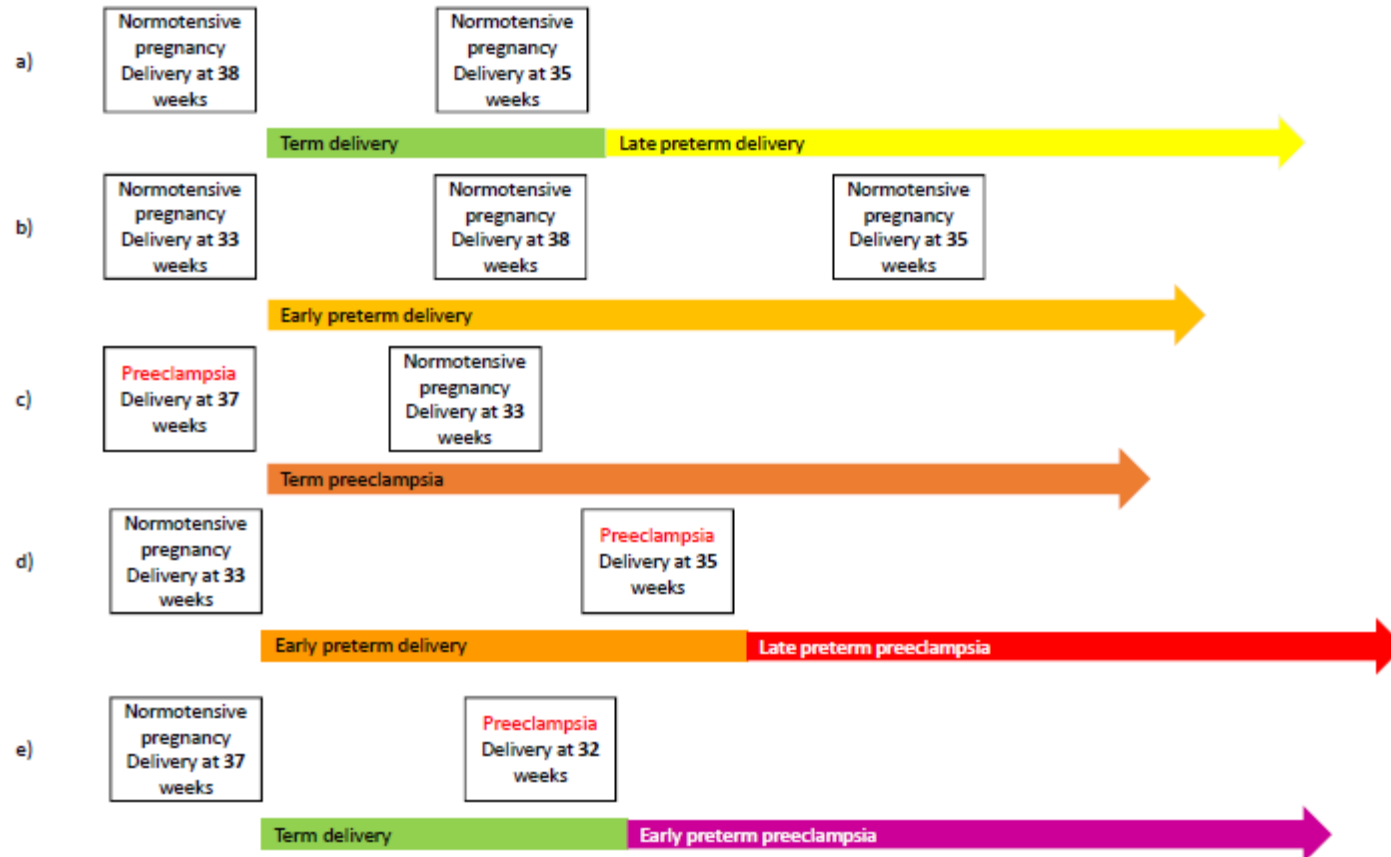 a)
Normotensive
pregnancy
Delivery at 38
weeks
Normotensive
pregnancy
Delivery at 35
weeks
Term delivery
Late preterm delivery
b)
Normotensive
pregnancy
Delivery at 33
weeks
Normotensive
pregnancy
Delivery at 38
weeks
Normotensive
pregnancy
Delivery at 35
weeks
Early preterm delivery
c)
Preeclampsia
Delivery at 37
weeks
Normotensive
pregnancy
Delivery at 33
weeks
Term preeclampsia
d)
Normotensive
pregnancy
Delivery at 33
weeks
Preeclampsia
Delivery at 35
weeks
Early preterm delivery
Late preterm preeclampsia
e)
Normotensive
pregnancy
Delivery at 37
weeks
Preeclampsia
Delivery at 32
weeks
Term delivery
Early preterm preeclampsia